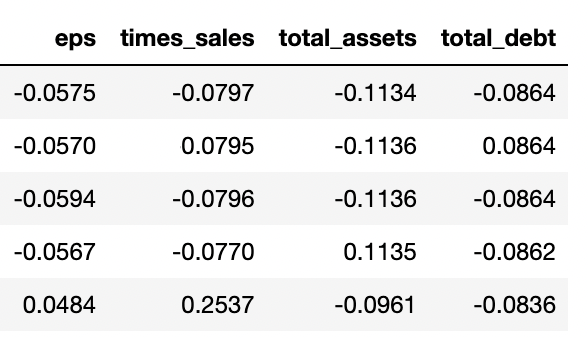 eps times_sales total_assets total_debt
-0.0575 -0.0797 -0.1134 -0.0864
-0.0570 0.0795 -0.1136 0.0864
-0.0594 -0.0796 -0.1136 -0.0864
-0.0567 -0.0770 0.1135 -0.0862
0.0484 0.2537 -0.0961 -0.0836